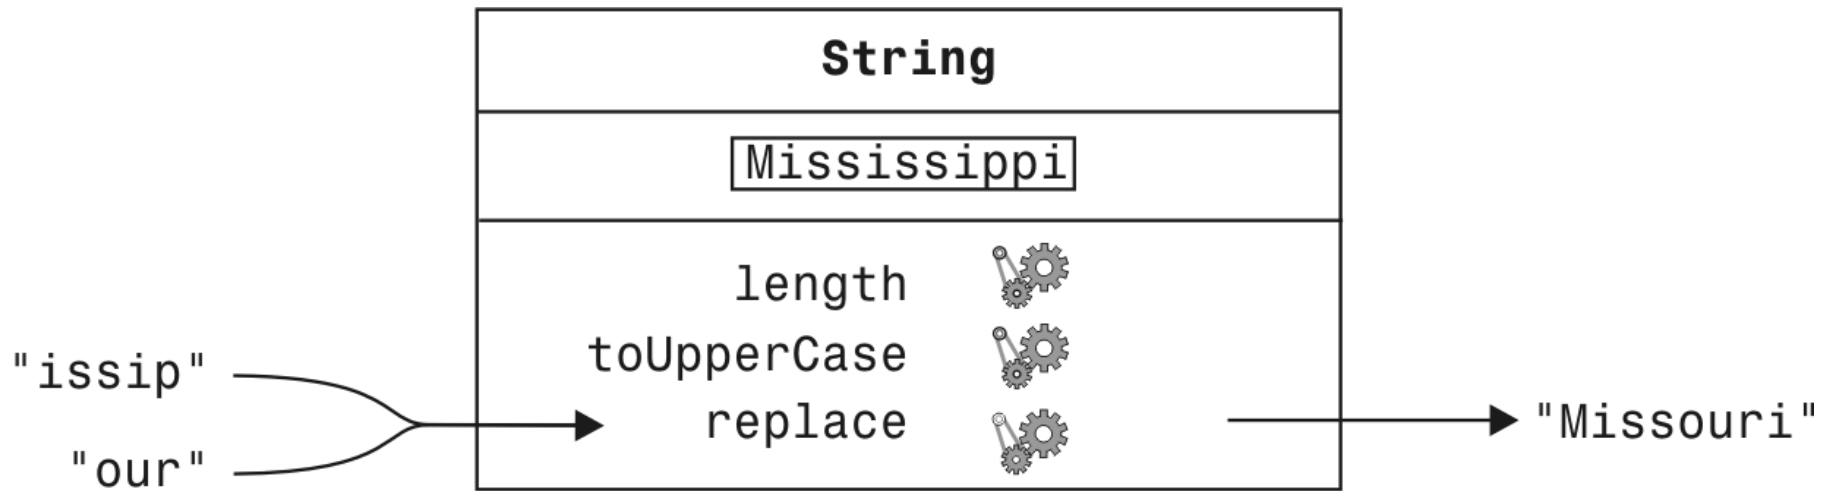 String
Mississippi
length
toUpperCase
"issip"
replace
"Missouri"
"our"